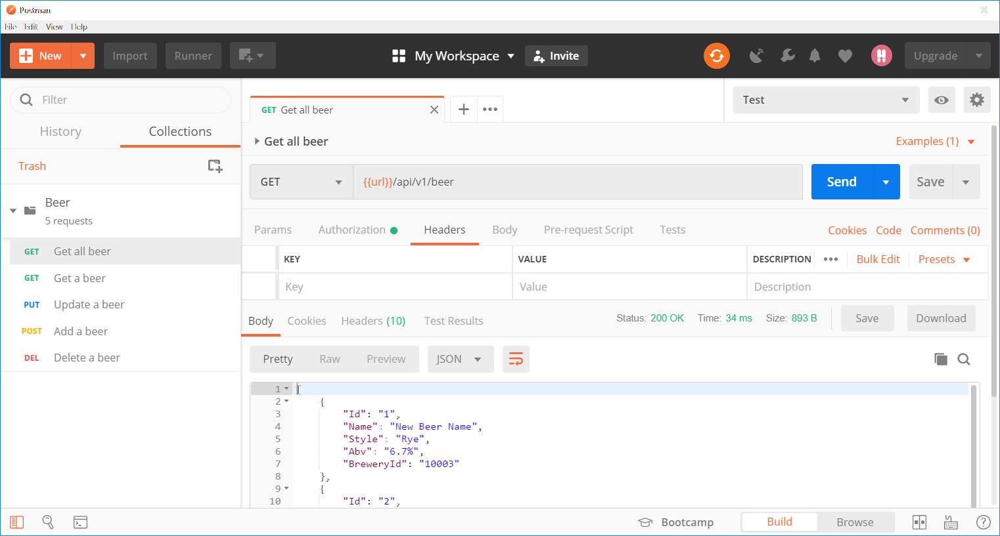 Postman
File Edit View Help
New
Import
Runner
My Workspace
Invite
Upgrade
Filter
History
Collections
Trash
Beer
5 requests
GET Get all beer
GET Get a beer
PUT Update a beer
POST Add a beer
DEL Delete a beer
GET Get all beer
Test
Get all beer
Examples (1)
GET
{{url}}/api/v1/beer
Send
Save
Params
Authorization
Headers
Body
Pre-request Script
Tests
Cookies
Code
Comments (0)
KEY
VALUE
DESCRIPTION
Bulk Edit
Presets
Key
Value
Description
Body
Cookies
Headers (10)
Test Results
Status: 200 OK
Time: 34 ms
Size: 893 B
Save
Download
Pretty
Raw
Preview
JSON
1 [
2 {
3 "Id": "1",
4 "Name": "New Beer Name",
5 "Style": "Rye",
6 "Abv": "6.7%",
7 "BreweryId": "10003"
8 },
9 {
10 "Id": "2",
Bootcamp
Build
Browse